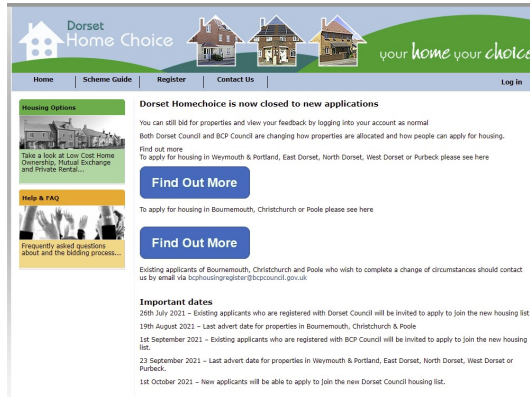 Dorset
Home Choice
your home your choice
Home
Scheme Guide
Register
Contact Us
Log in
Housing Options
Take a look at Low Cost Home
Ownership, Mutual Exchange
and Private Rental...
Help & FAQ
Frequently asked questions
about and the bidding process...
Dorset Homechoice is now closed to new applications
You can still bid for properties and view your feedback by logging into your account as normal
Both Dorset Council and BCP Council are changing how properties are allocated and how people can apply for housing.
Find out more
To apply for housing in Weymouth & Portland, East Dorset, North Dorset, West Dorset or Purbeck please see here
Find Out More
To apply for housing in Bournemouth, Christchurch or Poole please see here
Find Out More
Existing applicants of Bournemouth, Christchurch and Poole who wish to complete a change of circumstances should contact
us by email via bcphousingregister@bcpcouncil.gov.uk
Important dates
26th July 2021 – Existing applicants who are registered with Dorset Council will be invited to apply to join the new housing list
19th August 2021 – Last advert date for properties in Bournemouth, Christchurch & Poole
1st September 2021 – Existing applicants who are registered with BCP Council will be invited to apply to join the new housing
list.
23 September 2021 – Last advert date for properties in Weymouth & Portland, East Dorset, North Dorset, West Dorset or
Purbeck.
1st October 2021 – New applicants will be able to apply to join the new Dorset Council housing list.